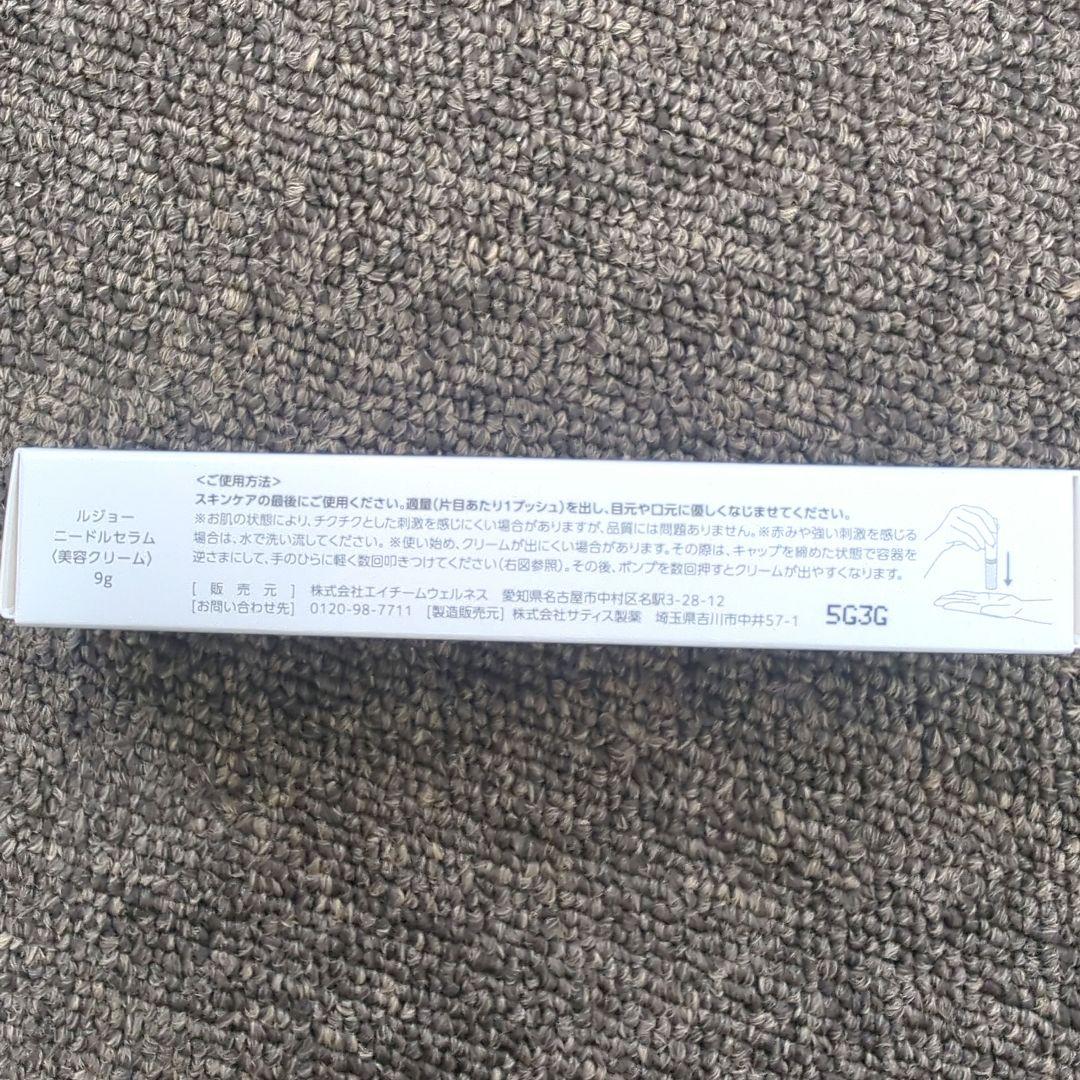 ルジョー
ニードルセラム
〈美容クリーム〉
9g
<ご使用方法>
スキンケアの最後にご使用ください。適量(片目あたり1プッシュ)を出し、目元や口元に優しくなじませてください。
※お肌の状態により、チクチクとした刺激を感じにくい場合がありますが、品質には問題ありません。※赤みや強い刺激を感じる
場合は、水で洗い流してください。※使い始め、クリームが出にくい場合があります。その際は、キャップを締めた状態で容器を
逆さまにして、手のひらに軽く数回叩きつけてください(右図参照)。その後、ポンプを数回押すとクリームが出やすくなります。
[販売元] 株式会社エイチームウェルネス 愛知県名古屋市中村区名駅3-28-12
[お問い合わせ先] 0120-98-7711 [製造販売元] 株式会社サティス製薬 埼玉県吉川市中井57-1
5G3G